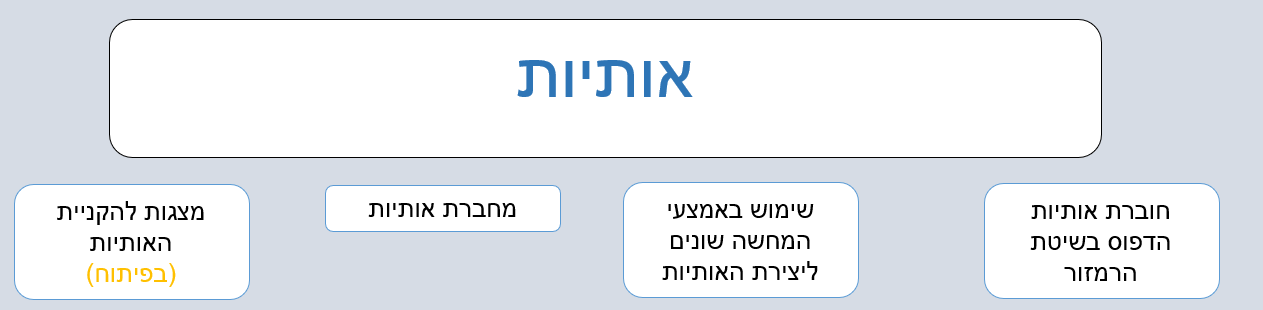 אותיות
חוברת אותיות
הדפוס בשיטת
הרמזור
שימוש באמצעי
המחשה שונים
ליצירת האותיות
מחברת אותיות
מצגות להקניית
האותיות
(בפיתוח)